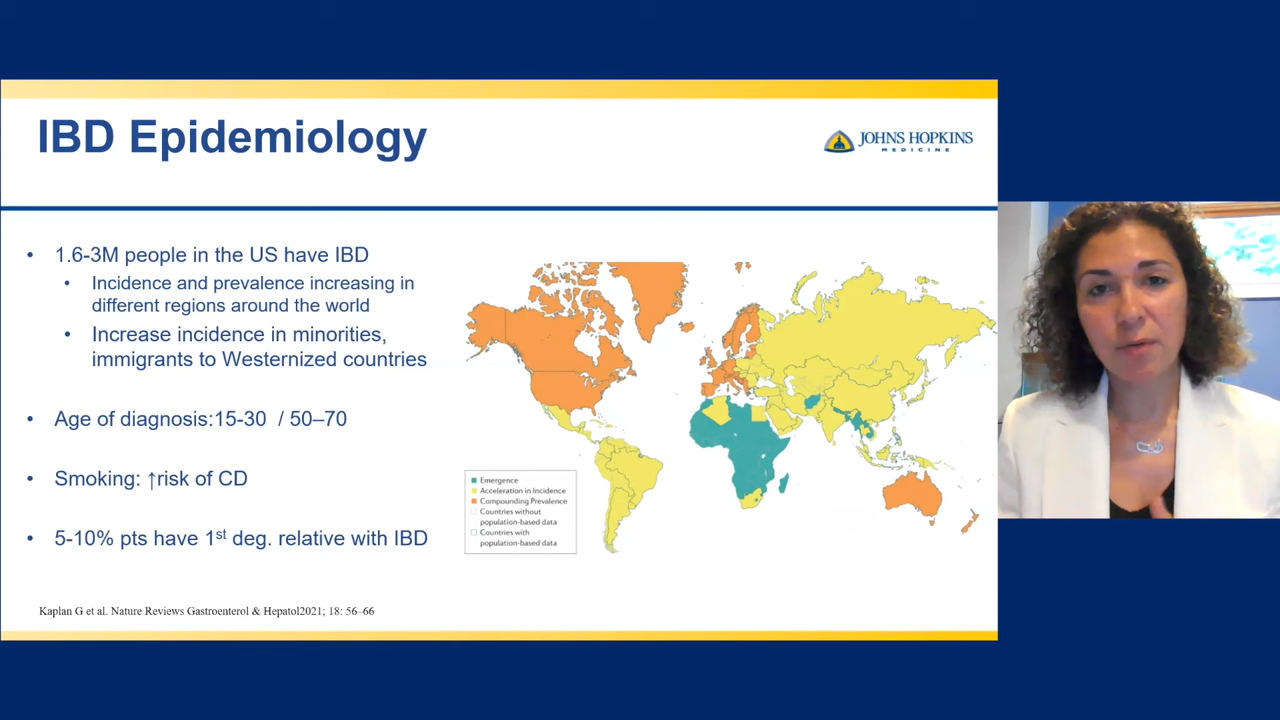 IBD Epidemiology
JOHNS HOPKINS
MEDICINE
• 1.6-3M people in the US have IBD
• Incidence and prevalence increasing in
different regions around the world
• Increase incidence in minorities,
immigrants to Westernized countries
• Age of diagnosis:15-30 / 50–70
• Smoking: ↑risk of CD
• 5-10% pts have 1st deg. relative with IBD
Emergence
Acceleration in Incidence
Compounding Prevalence
Countries without
population-based data
Countries with
population-based data
Kaplan G et al. Nature Reviews Gastroenterol & Hepatol2021; 18: 56–66